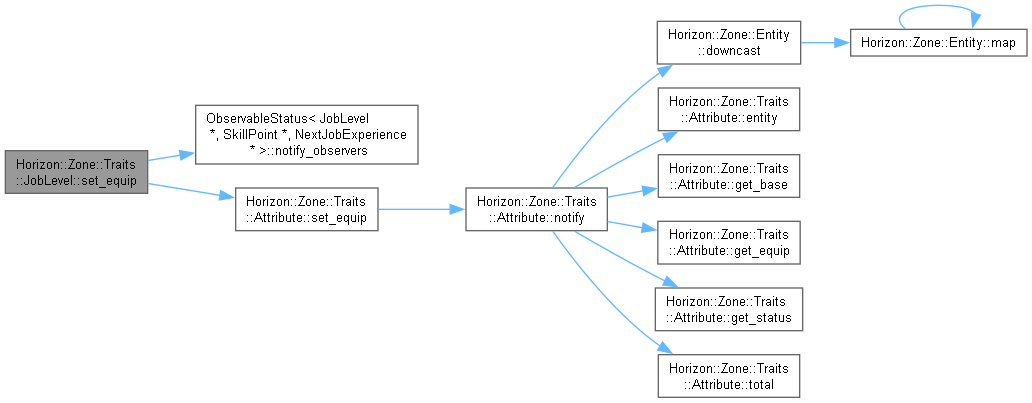 Horizon::Zone::Traits
::JobLevel::set_equip
ObservableStatus< JobLevel
*, SkillPoint *, NextJobExperience
* >::notify_observers
Horizon::Zone::Traits
::Attribute::set_equip
Horizon::Zone::Traits
::Attribute::notify
Horizon::Zone::Entity
::downcast
Horizon::Zone::Entity::map
Horizon::Zone::Traits
::Attribute::entity
Horizon::Zone::Traits
::Attribute::get_base
Horizon::Zone::Traits
::Attribute::get_equip
Horizon::Zone::Traits
::Attribute::get_status
Horizon::Zone::Traits
::Attribute::total